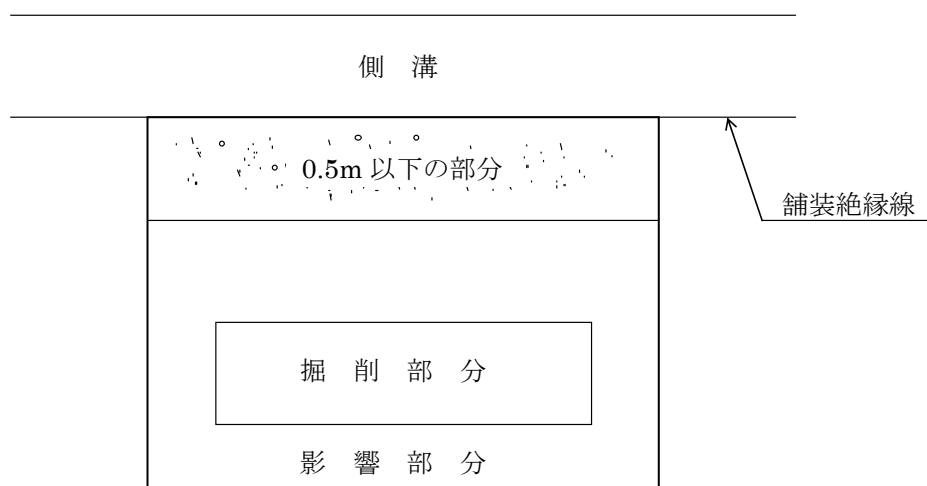 側 溝
0.5m 以下の部分
舗装絶縁線
掘 削 部 分
影 響 部 分